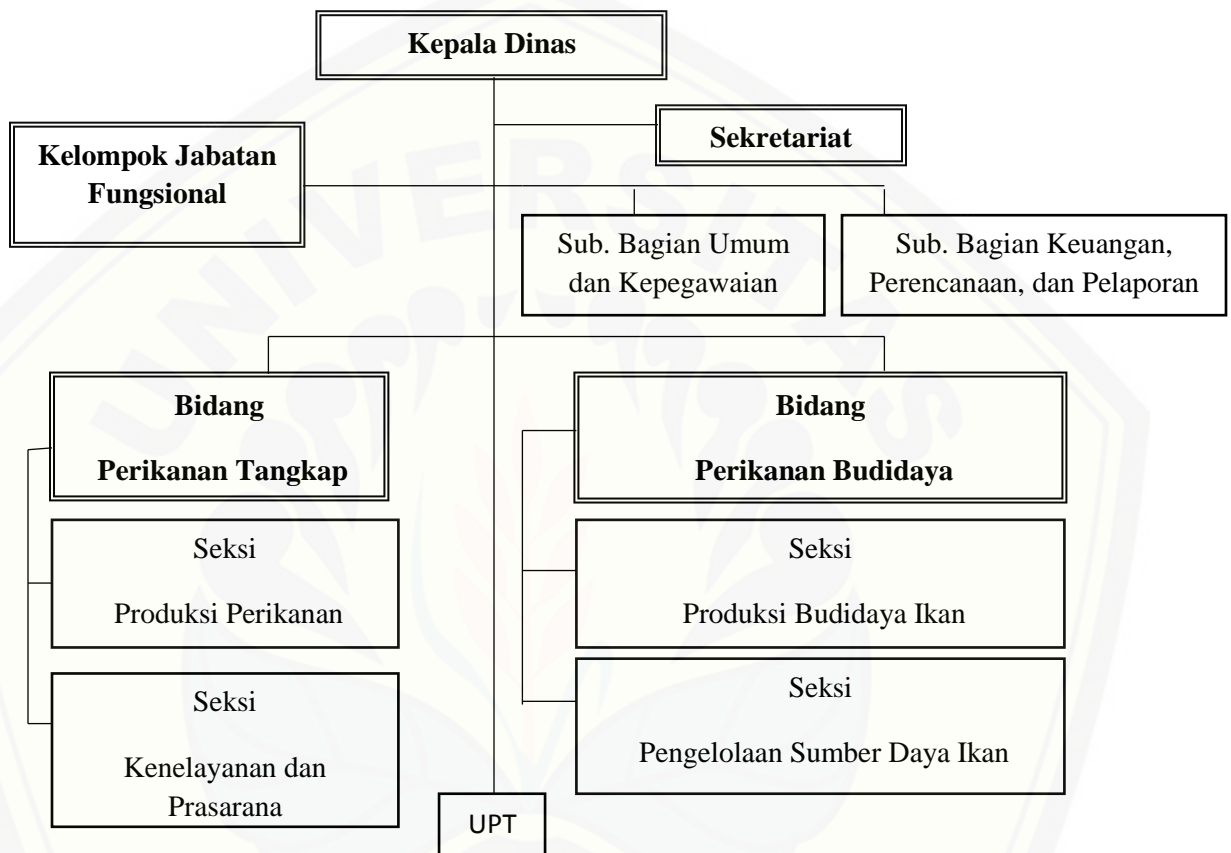 Kepala Dinas
Sekretariat
Kelompok Jabatan
Fungsional
Sub. Bagian Umum
dan Kepegawaian
Sub. Bagian Keuangan,
Perencanaan, dan Pelaporan
Bidang
Perikanan Tangkap
Seksi
Produksi Perikanan
Seksi
Kenelayanan dan
Prasarana
Bidang
Perikanan Budidaya
Seksi
Produksi Budidaya Ikan
Seksi
Pengelolaan Sumber Daya Ikan
UPT
UNIVERSITAS